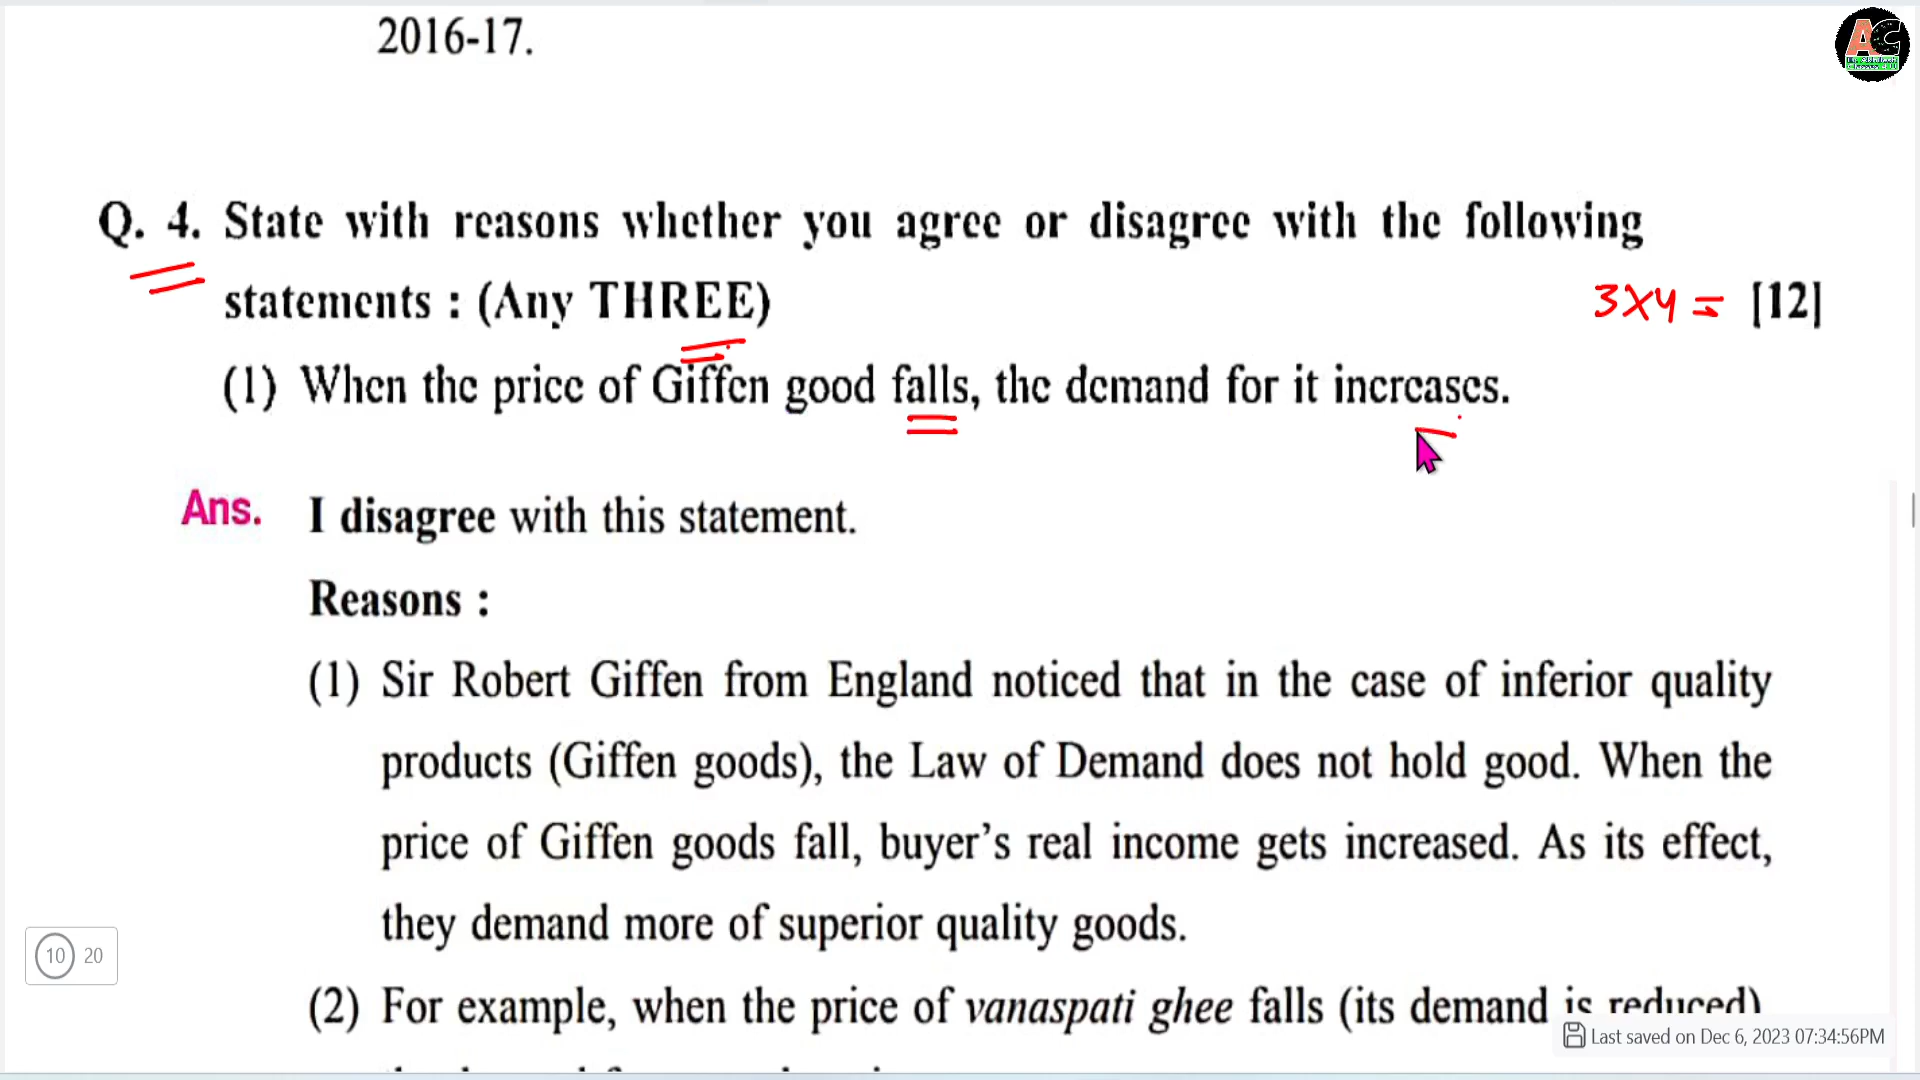 2016-17.
AC
Q. 4. State with reasons whether you agree or disagree with the following
statements : (Any THREE) 3×4 = [12]
(1) When the price of Giffen good falls, the demand for it increases.
Ans. I disagree with this statement.
Reasons :
(1) Sir Robert Giffen from England noticed that in the case of inferior quality
products (Giffen goods), the Law of Demand does not hold good. When the
price of Giffen goods fall, buyer’s real income gets increased. As its effect,
they demand more of superior quality goods.
10 20
(2) For example, when the price of vanaspati ghee falls (its demand is reduced)
Last saved on Dec 6, 2023 07:34:56PM